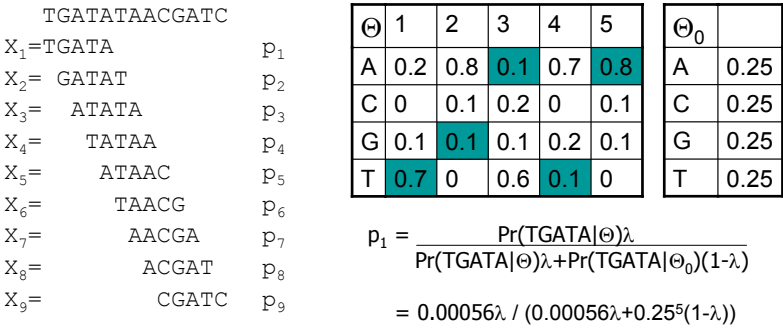 TGATATAACGATC
X₁=TGATA p₁
X₂= GATAT p₂
X₃= ATATA p₃
X₄= TATAA p₄
X₅= ATAAC p₅
X₆= TAACG p₆
X₇= AACGA p₇
X₈= ACGAT p₈
X₉= CGATC p₉
Θ 1 2 3 4 5
A 0.2 0.8 0.1 0.7 0.8
C 0 0.1 0.2 0 0.1
G 0.1 0.1 0.1 0.2 0.1
T 0.7 0 0.6 0.1 0
Θ₀
A 0.25
C 0.25
G 0.25
T 0.25
p₁ = Pr(TGATA|Θ)λ
Pr(TGATA|Θ)λ+Pr(TGATA|Θ₀)(1-λ)
= 0.00056λ / (0.00056λ+0.25⁵(1-λ))